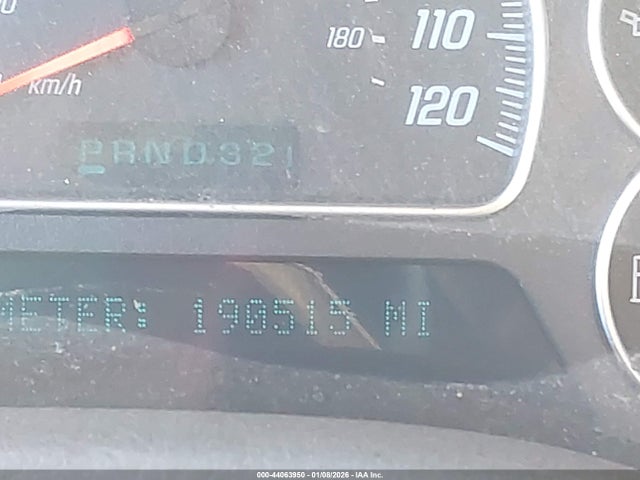 110
180
km/h
120
PRND321
METER: 190515 MI
000-44063950 - 01/08/2026 - IAA Inc.